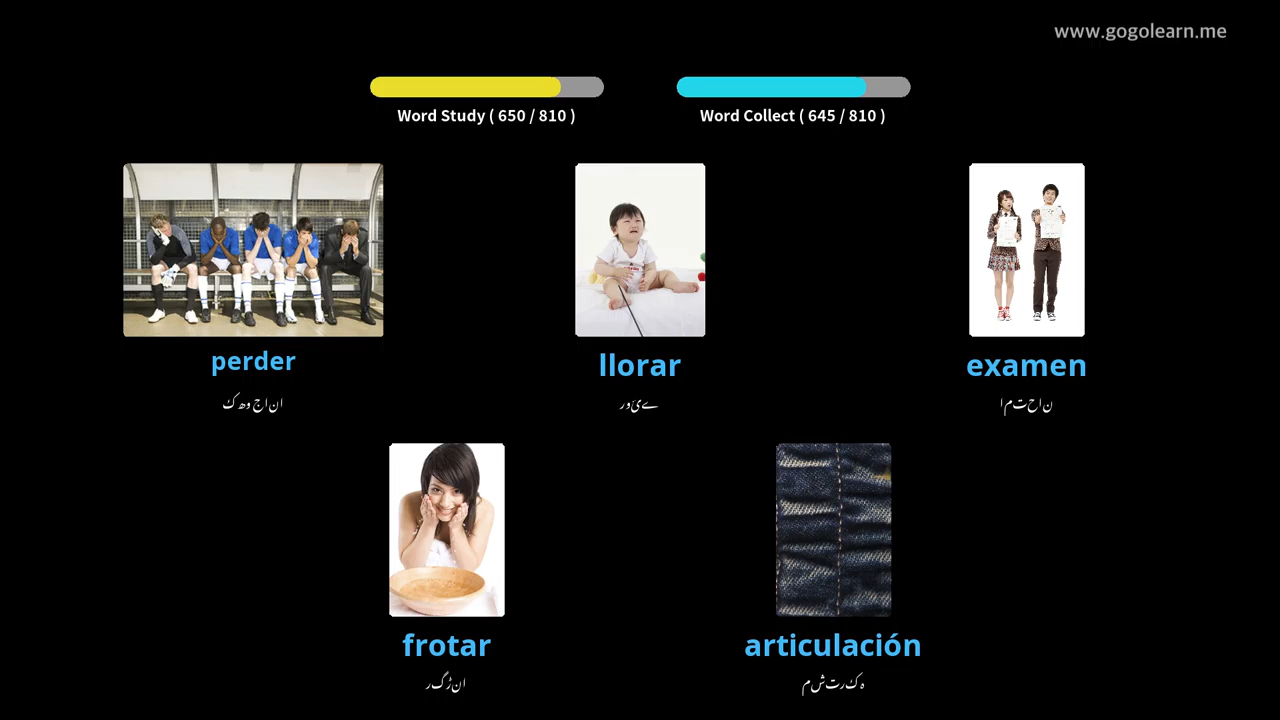 www.gogolearn.me
Word Study ( 650 / 810 )
Word Collect ( 645 / 810 )
perder
کھو جانا
llorar
روئے
examen
امتحان
frotar
رگڑنا
articulación
مشترکہ